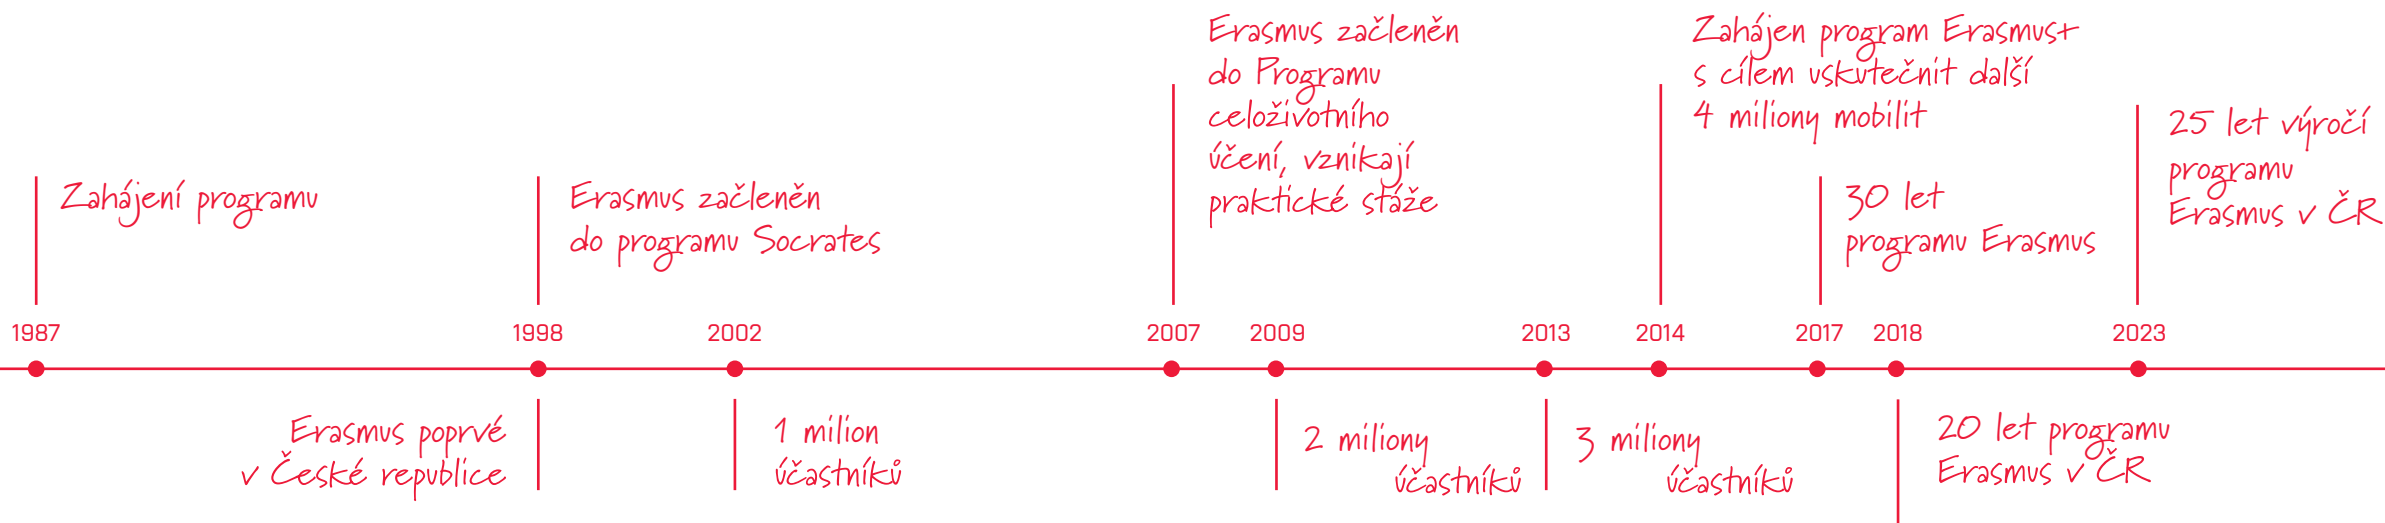 Zahájení programu
Erasmus začleněn
do programu Socrates
Erasmus začleněn
do Programu
celoživotního
účení, vznikají
praktické stáže
Zahájen program Erasmus+
s cílem uskutečnit další
4 miliony mobilit
30 let
programu Erasmus
25 let výročí
programu
Erasmus v ČR
1987 1998 2002 2007 2009 2013 2014 2017 2018 2023
Erasmus poprvé
v České republice
1 milion
účastníků
2 miliony
účastníků
3 miliony
účastníků
20 let programu
Erasmus v ČR